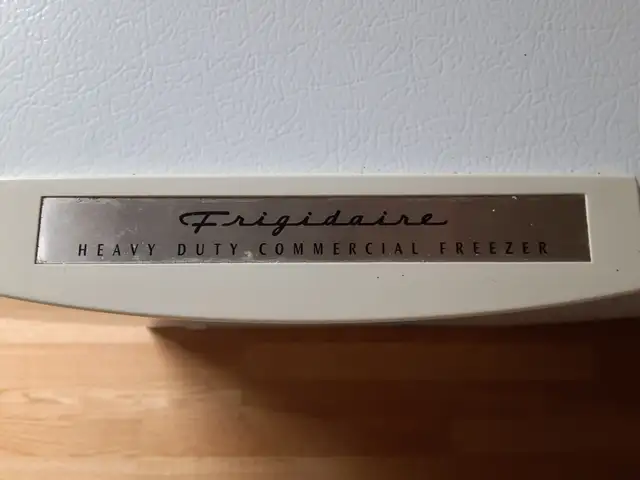 Frigidaire
HEAVY DUTY COMMERCIAL FREEZER